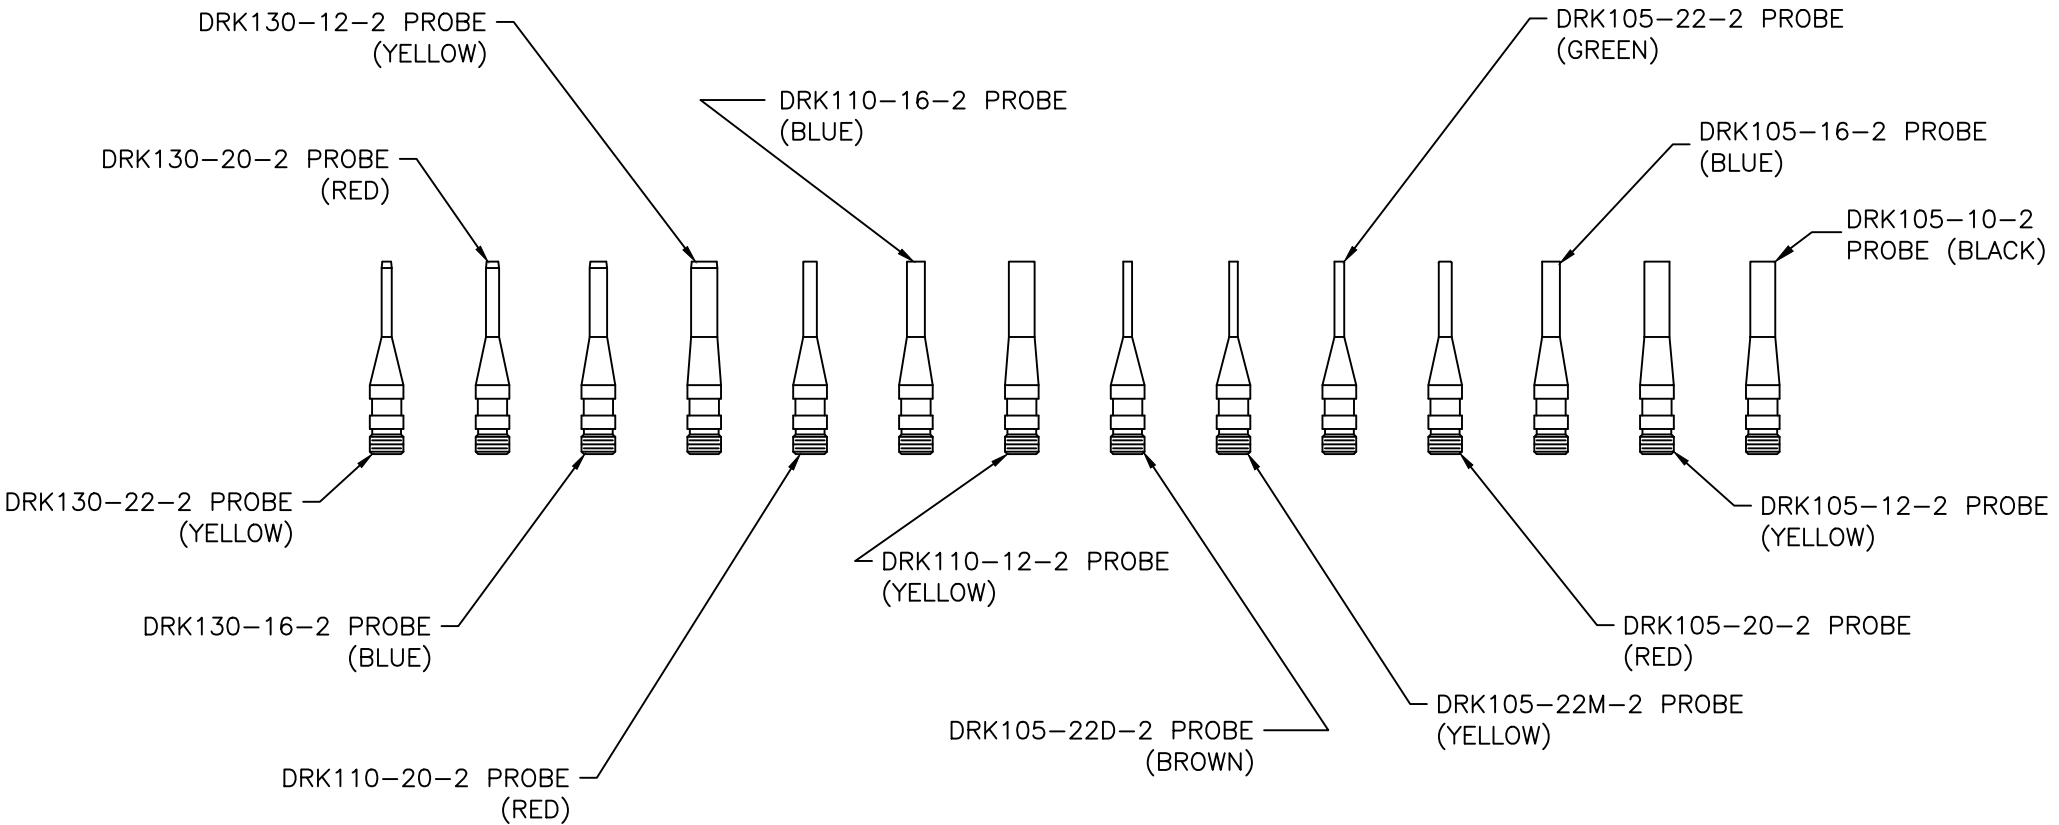 DRK130-12-2 PROBE
(YELLOW)
DRK105-22-2 PROBE
(GREEN)
DRK110-16-2 PROBE
(BLUE)
DRK105-16-2 PROBE
(BLUE)
DRK130-20-2 PROBE
(RED)
DRK105-10-2
PROBE (BLACK)
DRK130-22-2 PROBE
(YELLOW)
DRK105-12-2 PROBE
(YELLOW)
DRK110-12-2 PROBE
(YELLOW)
DRK130-16-2 PROBE
(BLUE)
DRK105-20-2 PROBE
(RED)
DRK105-22M-2 PROBE
(YELLOW)
DRK105-22D-2 PROBE
(BROWN)
DRK110-20-2 PROBE
(RED)